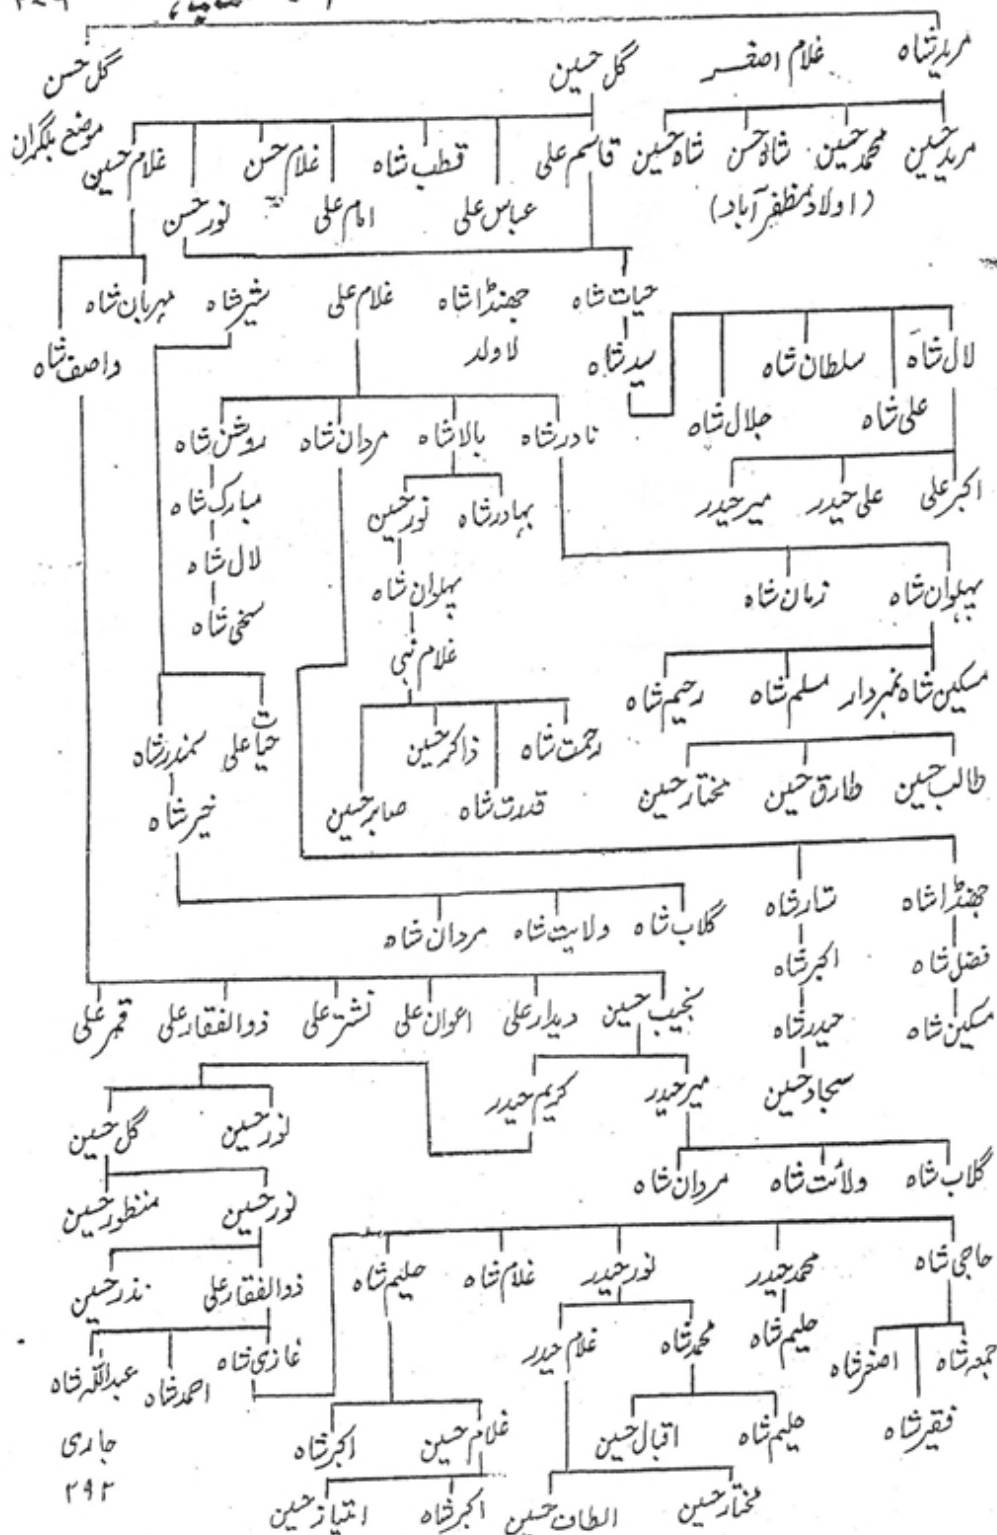 مرید شاہ غلام اصغر گل حسین گل حسن
موضع بلگران
مرید حسین محمد حسین شاہ حسن شاہ حسین قاسم علی قطب شاہ غلام حسن غلام حسین
(اولاد مظفر آباد) عباس علی امام علی نور حسن
حیات شاہ جھنڈا شاہ غلام علی شیر شاہ مہربان شاہ
لال شاہ سلطان شاہ سید شاہ لاولد واصف شاہ
علی شاہ جلال شاہ نادر شاہ بالا شاہ مردان شاہ روشن شاہ
اکبر علی علی حیدر میر حیدر بہادر شاہ نور حسین مبارک شاہ
لال شاہ
پہلوان شاہ زمان شاہ پہلوان شاہ سخی شاہ
غلام نبی
مسکین شاہ نمبردار مسلم شاہ رحیم شاہ
رحمت شاہ ذاکر حسین حیات علی سمندر شاہ
طالب حسین طارق حسین مختار حسین قدرت شاہ صابر حسین خیر شاہ
جھنڈا شاہ ستار شاہ گلاب شاہ ولایت شاہ مردان شاہ
فضل شاہ اکبر شاہ
مسکین شاہ حیدر شاہ نجیب حسین دیدار علی اعوان علی نشتر علی ذوالفقار علی قمر علی
سجاد حسین میر حیدر کریم حیدر نور حسین گل حسین
گلاب شاہ ولائت شاہ مردان شاہ نور حسین منظور حسین
حاجی شاہ محمد حیدر نور حیدر غلام شاہ حلیم شاہ ذوالفقار علی نذر حسین
جمعہ شاہ اصغر شاہ حلیم شاہ محمد شاہ غلام حیدر غازی شاہ احمد شاہ عبداللہ شاہ
فقیر شاہ حلیم شاہ اقبال حسین غلام حسین اکبر شاہ جاری
مختار حسین الطاف حسین اکبر شاہ امتیاز حسین ۲۹۲